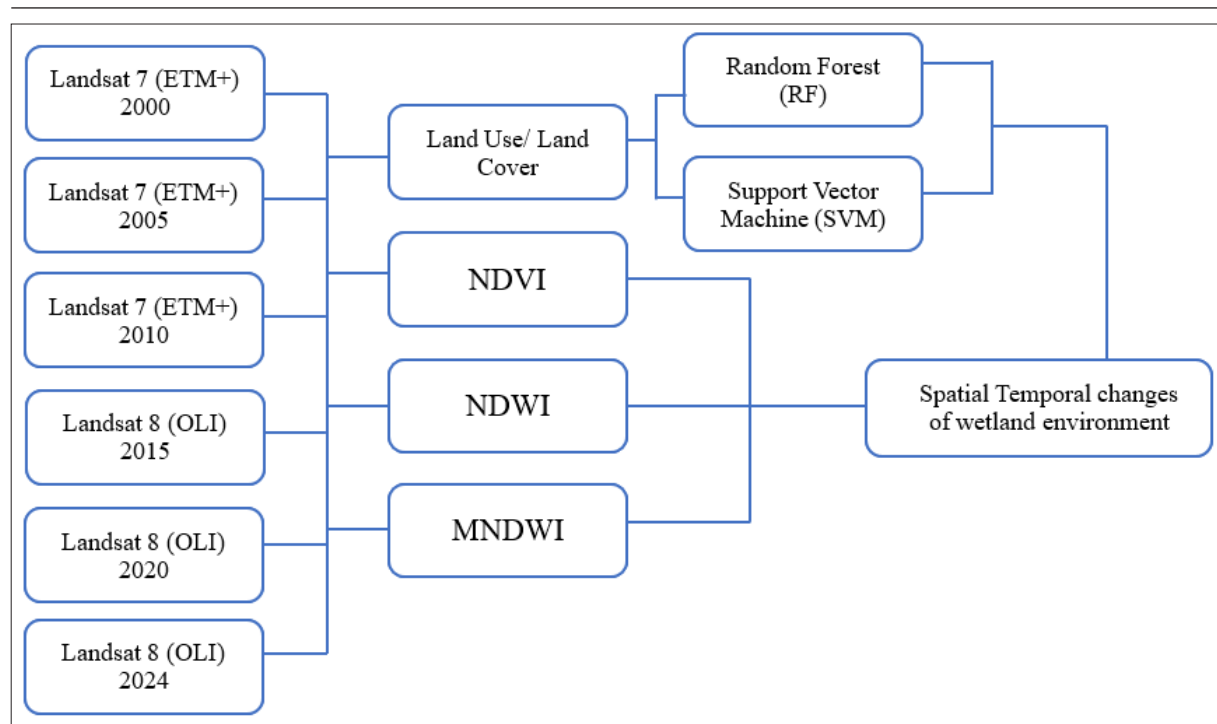 Landsat 7 (ETM+)
2000
Landsat 7 (ETM+)
2005
Landsat 7 (ETM+)
2010
Landsat 8 (OLI)
2015
Landsat 8 (OLI)
2020
Landsat 8 (OLI)
2024
Land Use/ Land
Cover
NDVI
NDWI
MNDWI
Random Forest
(RF)
Support Vector
Machine (SVM)
Spatial Temporal changes
of wetland environment